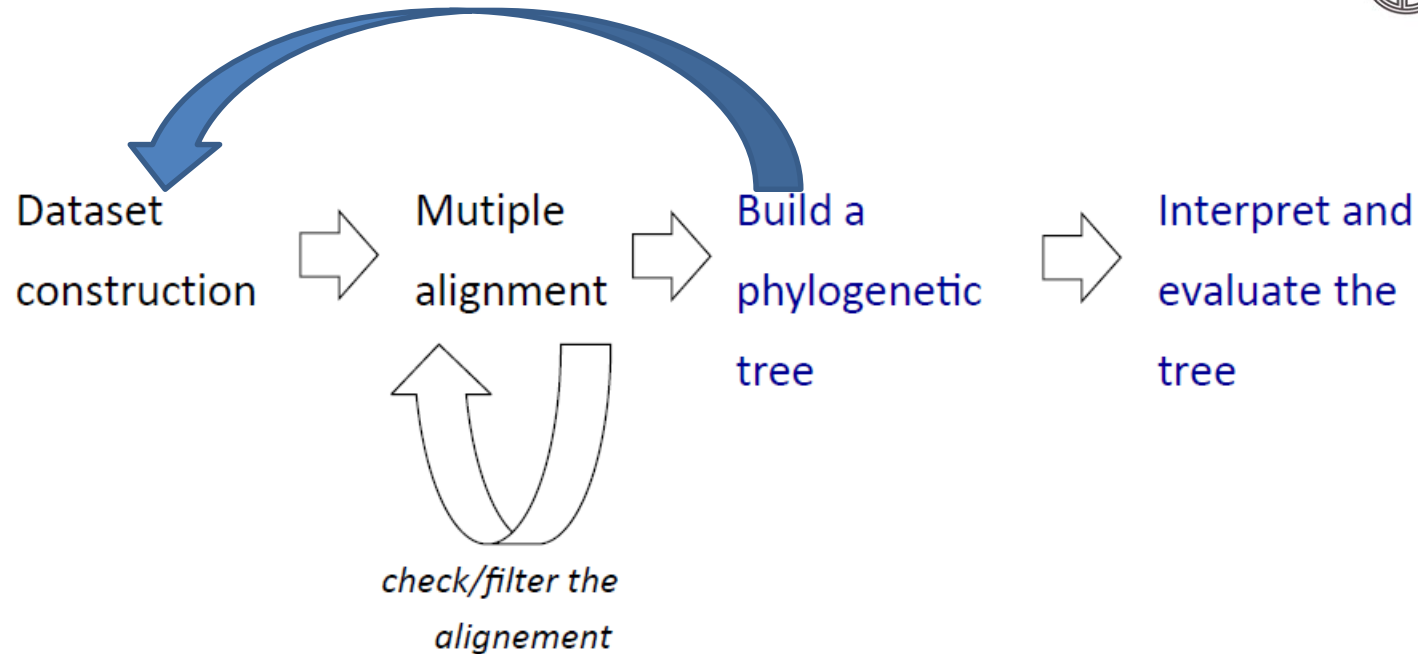 Dataset
construction
Mutiple
alignment
Build a
phylogenetic
tree
Interpret and
evaluate the
tree
check/filter the
alignement